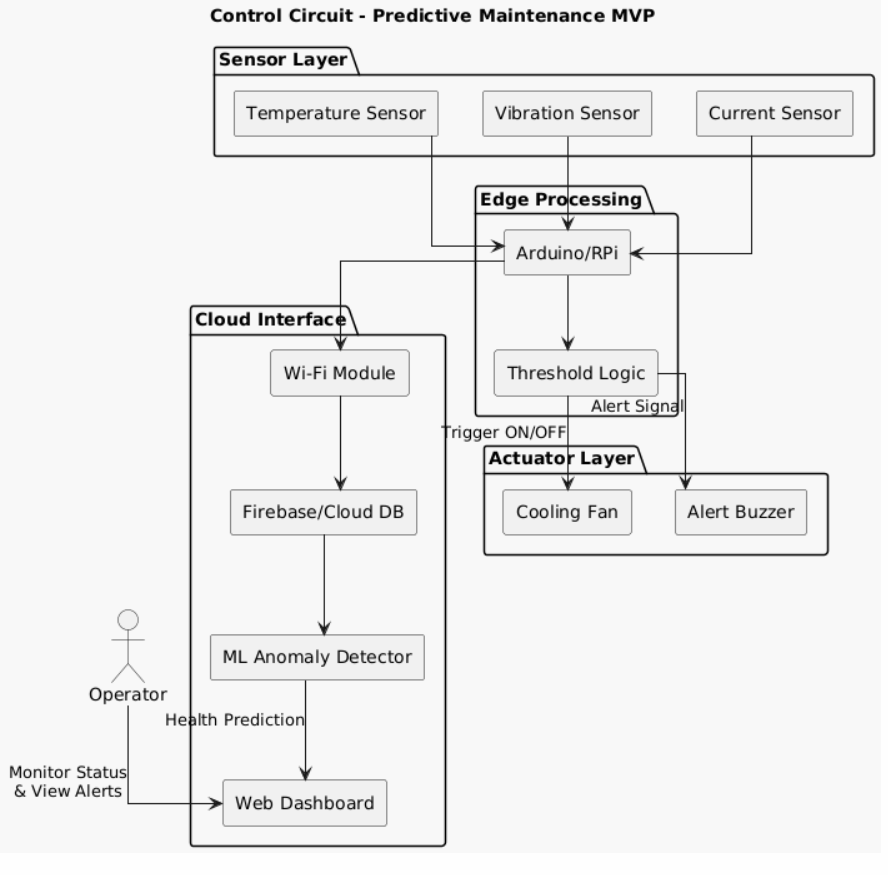 Control Circuit - Predictive Maintenance MVP
Sensor Layer
Temperature Sensor
Vibration Sensor
Current Sensor
Edge Processing
Arduino/RPi
Cloud Interface
Wi-Fi Module
Threshold Logic
Alert Signal
Trigger ON/OFF
Actuator Layer
Cooling Fan
Alert Buzzer
Firebase/Cloud DB
ML Anomaly Detector
Operator
Health Prediction
Monitor Status
& View Alerts
Web Dashboard